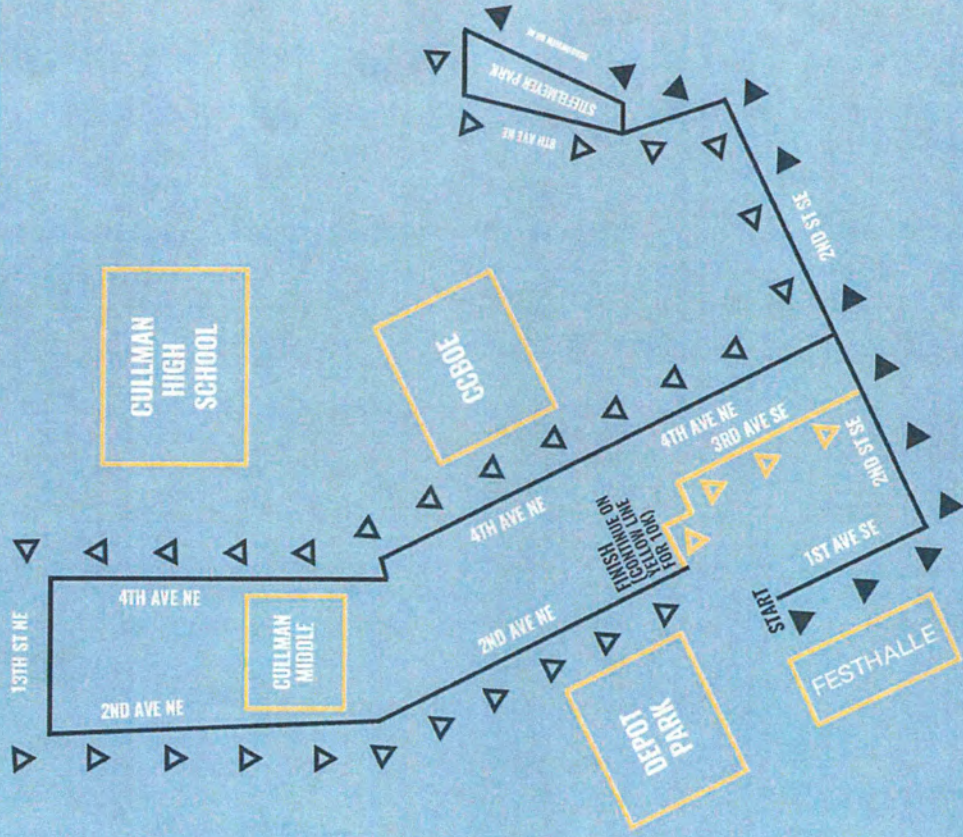 STIEFELMEYER PARK
8TH AVE NE
2ND ST SE
CULLMAN
HIGH
SCHOOL
CCBOE
4TH AVE NE
3RD AVE SE
2ND ST SE
4TH AVE NE
FINISH
(CONTINUE ON
YELLOW LINE
FOR 10K)
1ST AVE SE
START
FESTHALLE
13TH ST NE
4TH AVE NE
CULLMAN
MIDDLE
2ND AVE NE
2ND AVE NE
DEPOT
PARK